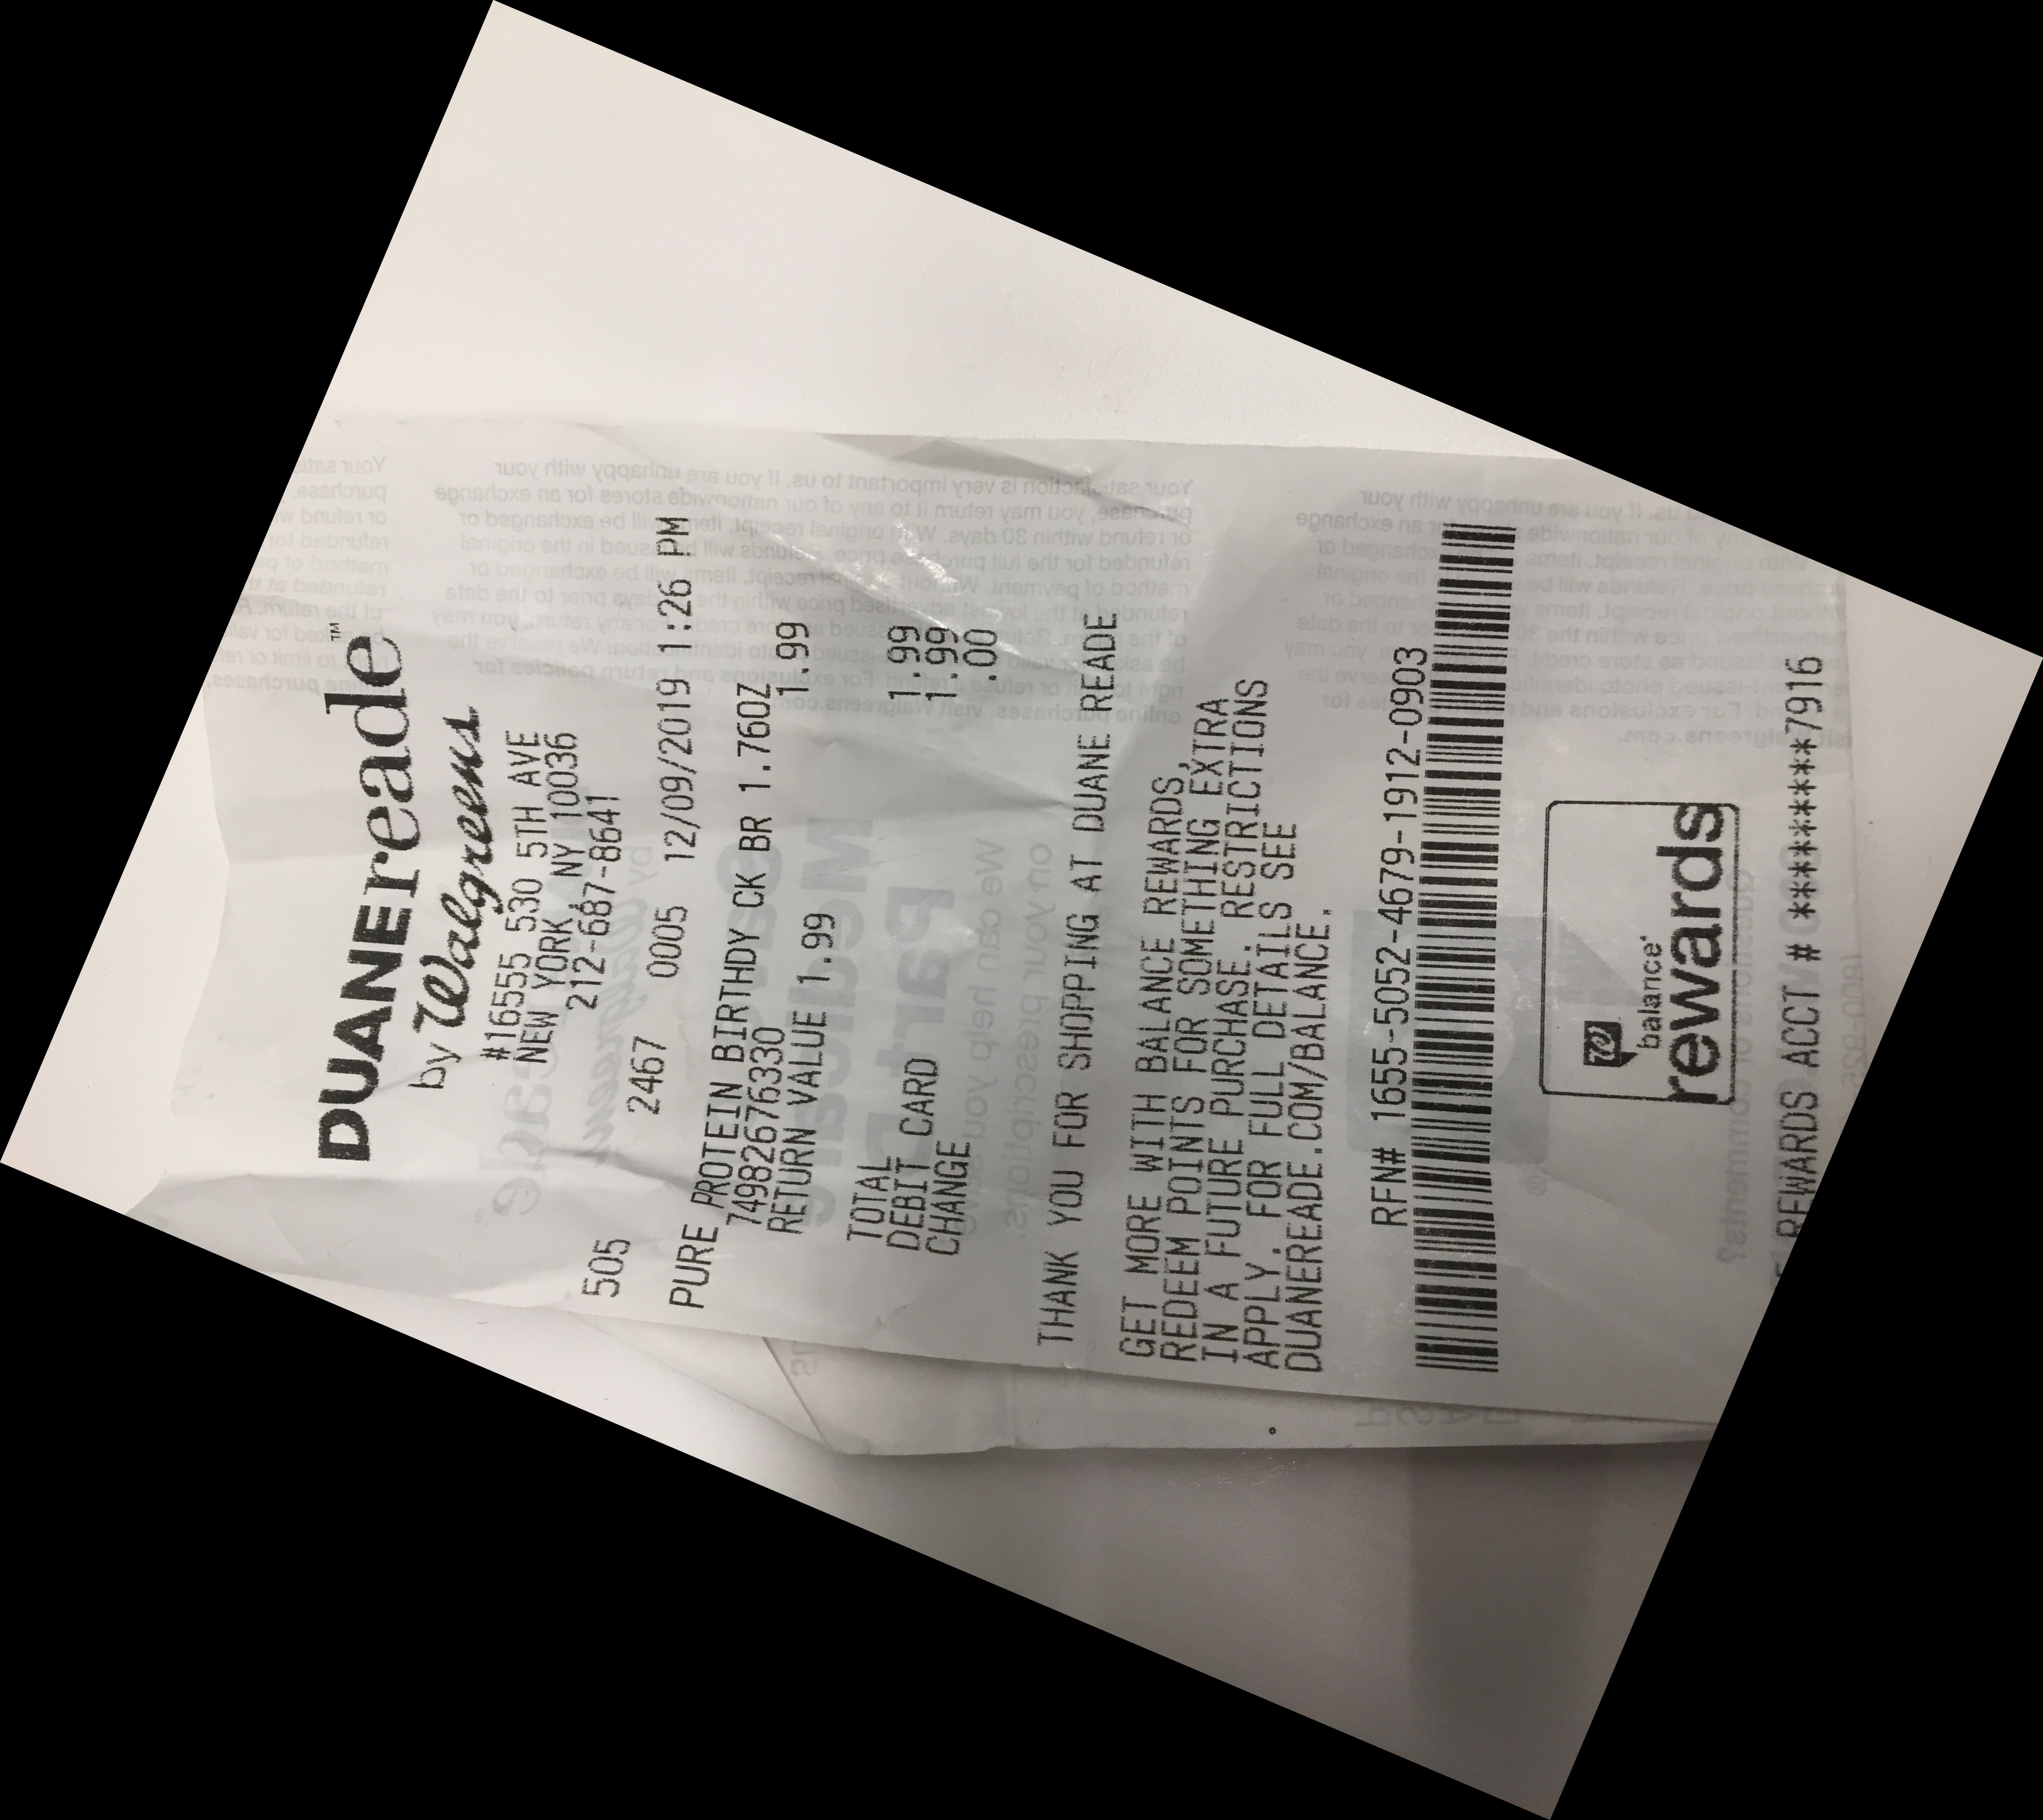 DUANEreade™
by Walgreens
#16555 530 5TH AVE
NEW YORK, NY 10036
212-687-8641
505 2467 0005 12/09/2019 1:26 PM
PURE PROTEIN BIRTHDY CK BR 1.76OZ
74982676330 1.99
RETURN VALUE 1.99
TOTAL 1.99
DEBIT CARD 1.99
CHANGE .00
THANK YOU FOR SHOPPING AT DUANE READE
GET MORE WITH BALANCE REWARDS
REDEEM POINTS FOR SOMETHING EXTRA
IN A FUTURE PURCHASE. RESTRICTIONS
APPLY. FOR FULL DETAILS SEE
DUANEREADE.COM/BALANCE.
RFN# 1655-5052-4679-1912-0903
balance®
rewards
REWARDS ACCT # *********7916